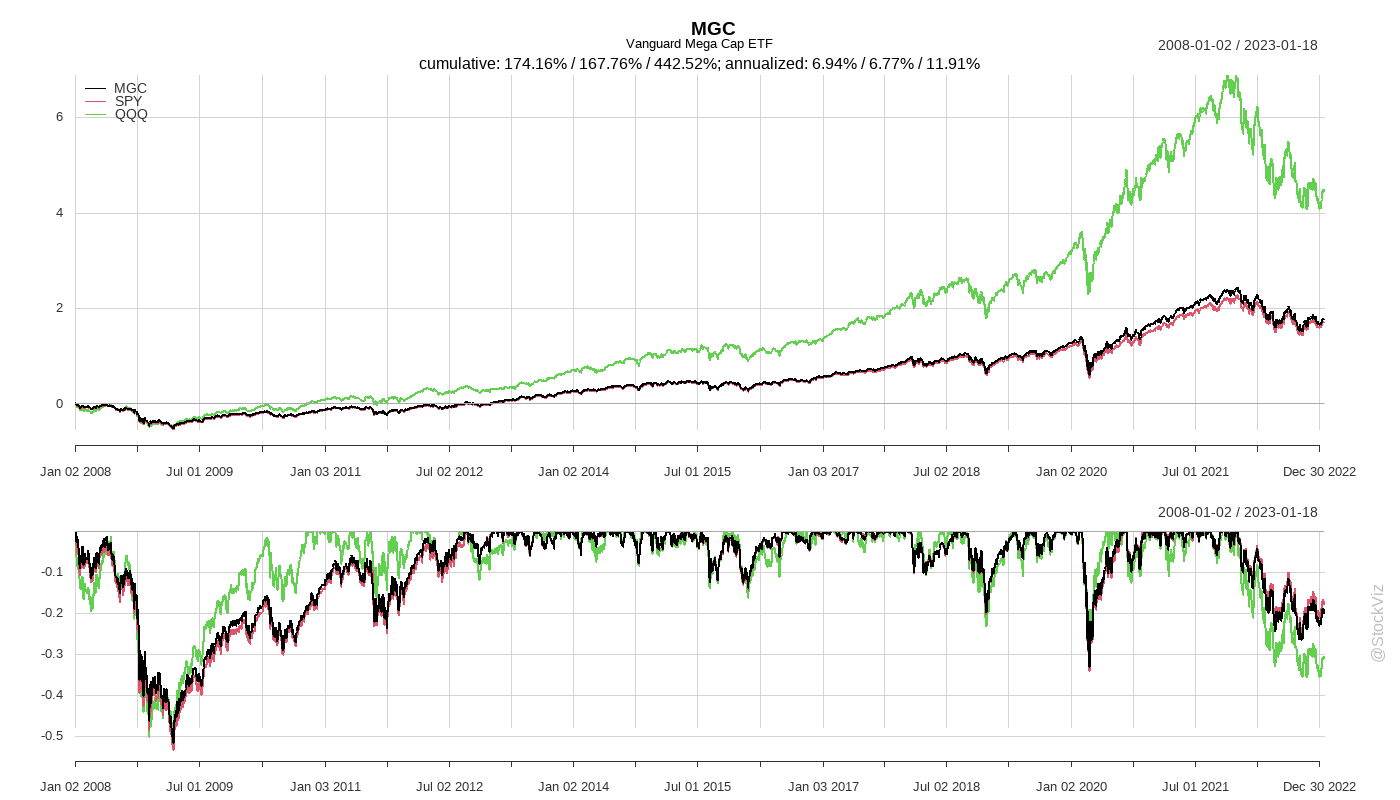 MGC
Vanguard Mega Cap ETF
2008-01-02 / 2023-01-18
cumulative: 174.16% / 167.76% / 442.52%; annualized: 6.94% / 6.77% / 11.91%
MGC
SPY
QQQ
6
4
2
0
Jan 02 2008 Jul 01 2009 Jan 03 2011 Jul 02 2012 Jan 02 2014 Jul 01 2015 Jan 03 2017 Jul 02 2018 Jan 02 2020 Jul 01 2021 Dec 30 2022
2008-01-02 / 2023-01-18
-0.1
-0.2
-0.3
-0.4
-0.5
Jan 02 2008 Jul 01 2009 Jan 03 2011 Jul 02 2012 Jan 02 2014 Jul 01 2015 Jan 03 2017 Jul 02 2018 Jan 02 2020 Jul 01 2021 Dec 30 2022
@StockViz